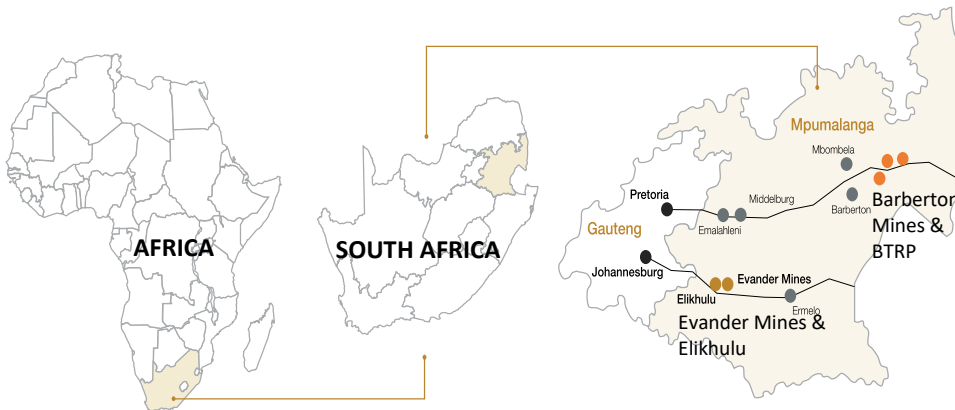 AFRICA
SOUTH AFRICA
Mpumalanga
Mbombela
Pretoria
Middelburg
Emalahleni
Barberton
Barberton
Mines &
BTRP
Gauteng
Johannesburg
Elikhulu
Evander Mines
Ermelo
Evander Mines &
Elikhulu